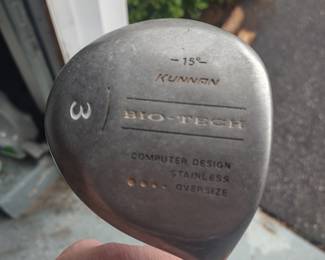 -15°-
KUNNAN
3
BIO-TECH
COMPUTER DESIGN
STAINLESS
OVERSIZE